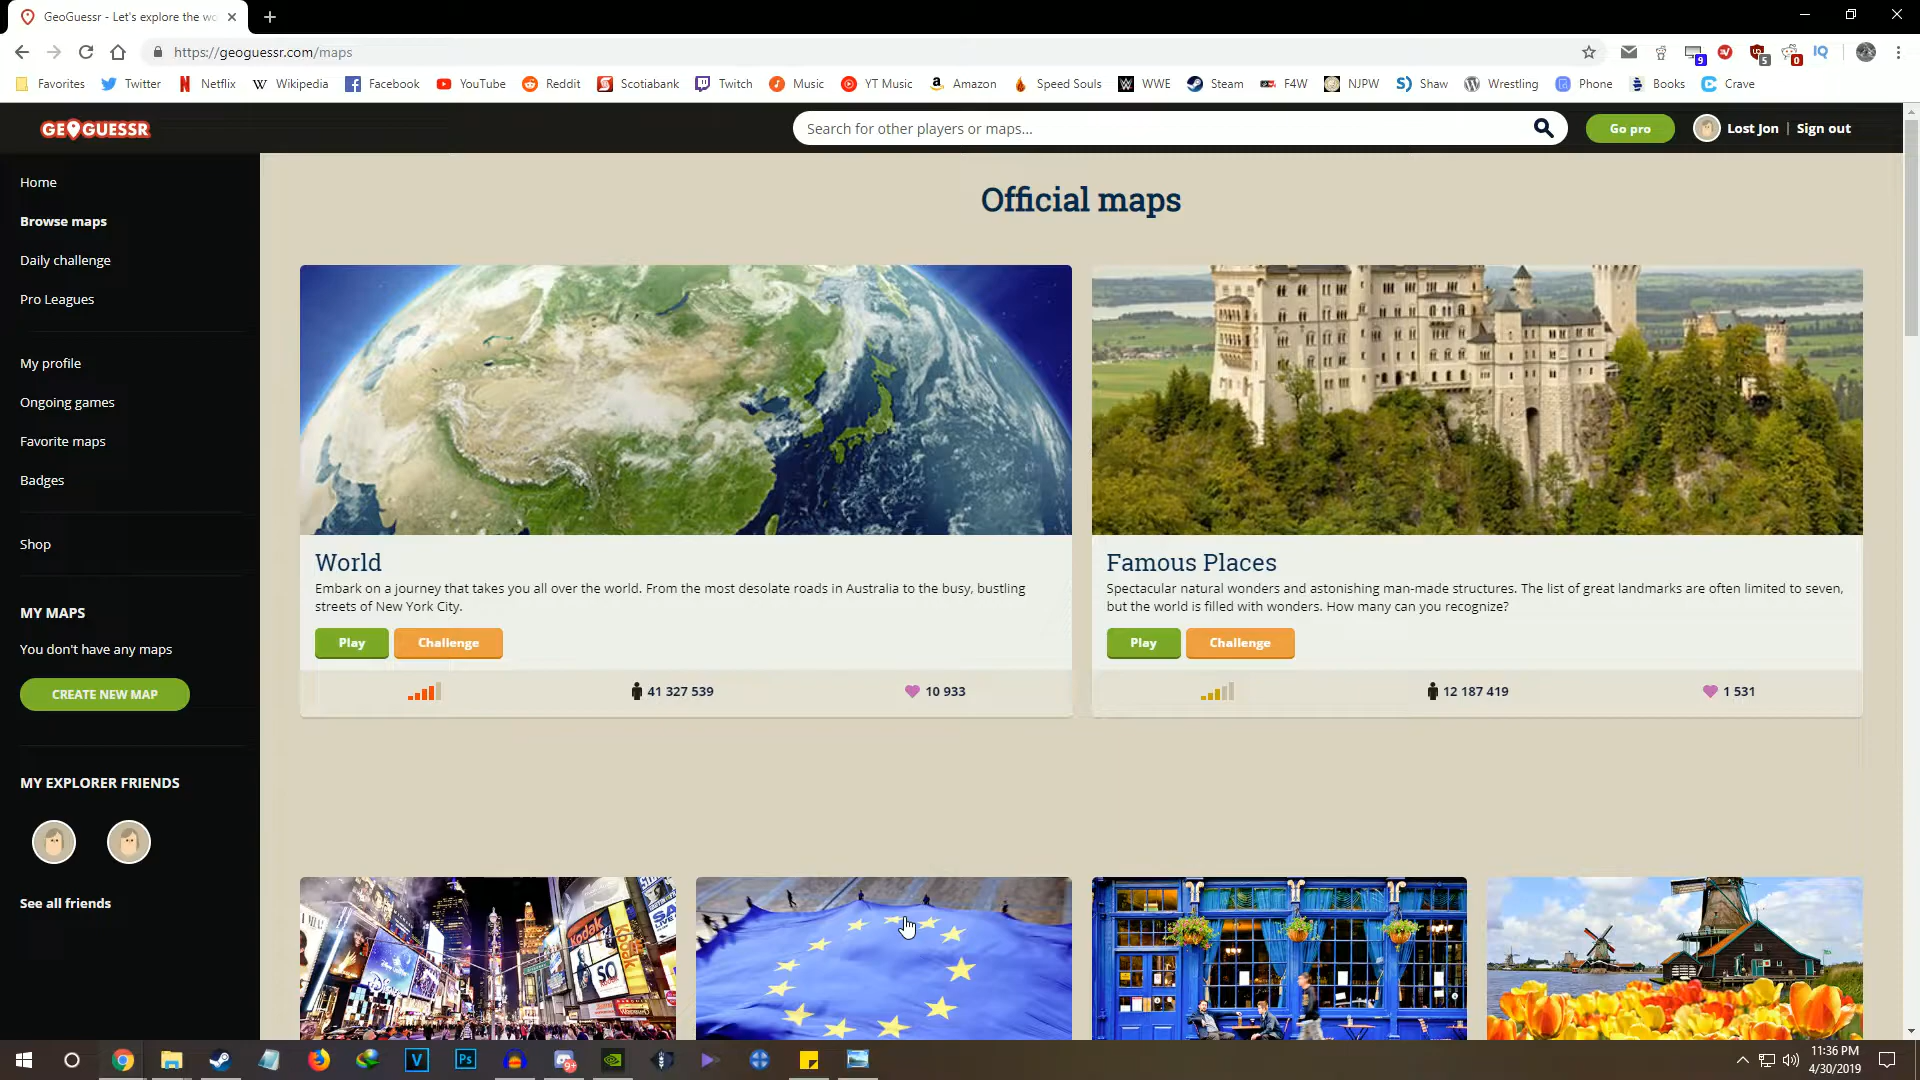 GeoGuessr - Let's explore the wo
https://geoguessr.com/maps
9
5
0
IQ
Favorites
Twitter
Netflix
Wikipedia
Facebook
YouTube
Reddit
Scotiabank
Twitch
Music
YT Music
Amazon
Speed Souls
WWE
Steam
F4W
NJPW
Shaw
Wrestling
Phone
Books
Crave
GEOGUESSR
Search for other players or maps...
Go pro
Lost Jon | Sign out
Home
Browse maps
Daily challenge
Pro Leagues
My profile
Ongoing games
Favorite maps
Badges
Shop
MY MAPS
You don't have any maps
CREATE NEW MAP
MY EXPLORER FRIENDS
See all friends
Official maps
World
Embark on a journey that takes you all over the world. From the most desolate roads in Australia to the busy, bustling
streets of New York City.
Play
Challenge
41 327 539
10 933
Famous Places
Spectacular natural wonders and astonishing man-made structures. The list of great landmarks are often limited to seven,
but the world is filled with wonders. How many can you recognize?
Play
Challenge
12 187 419
1 531
Kodak
SO
V
Ps
9+
11:36 PM
4/30/2019